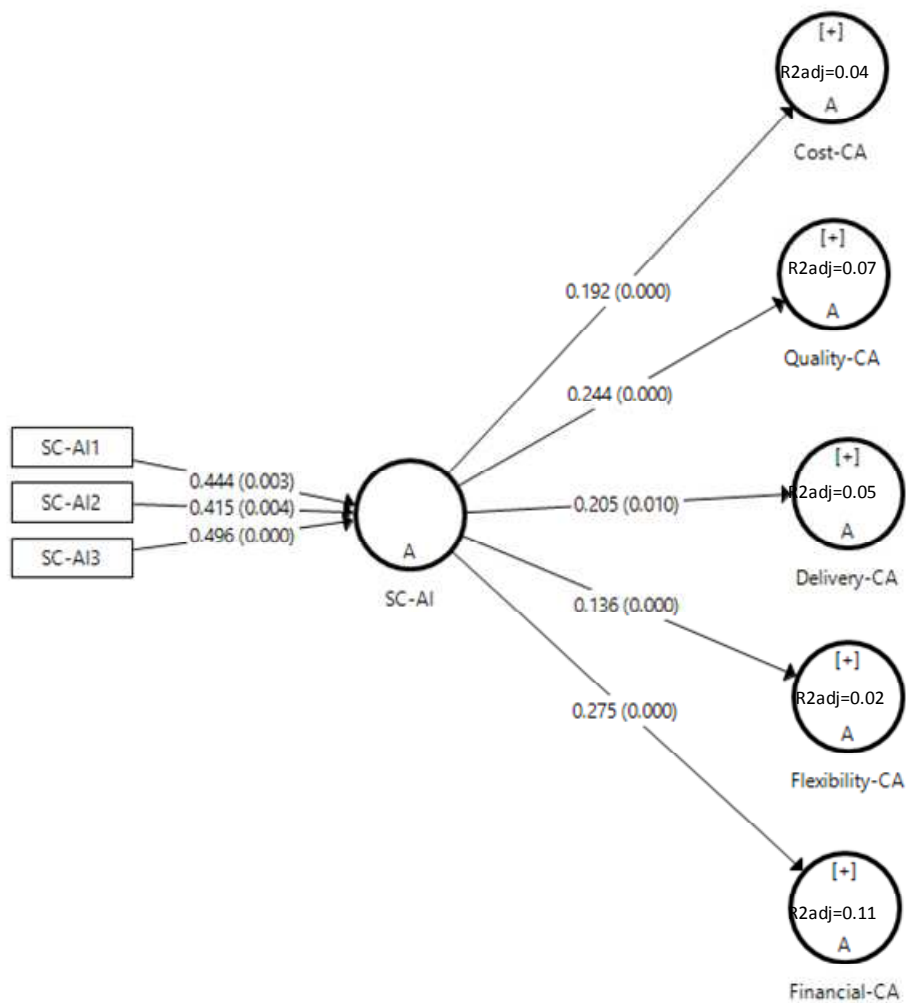 [+]
R2adj=0.04
A
Cost-CA
[+]
R2adj=0.07
A
Quality-CA
0.192 (0.000)
0.244 (0.000)
SC-AI1
SC-AI2
SC-AI3
0.444 (0.003)
0.415 (0.004)
0.496 (0.000)
A
SC-AI
0.205 (0.010)
[+]
R2adj=0.05
A
Delivery-CA
0.136 (0.000)
[+]
R2adj=0.02
A
Flexibility-CA
0.275 (0.000)
[+]
R2adj=0.11
A
Financial-CA